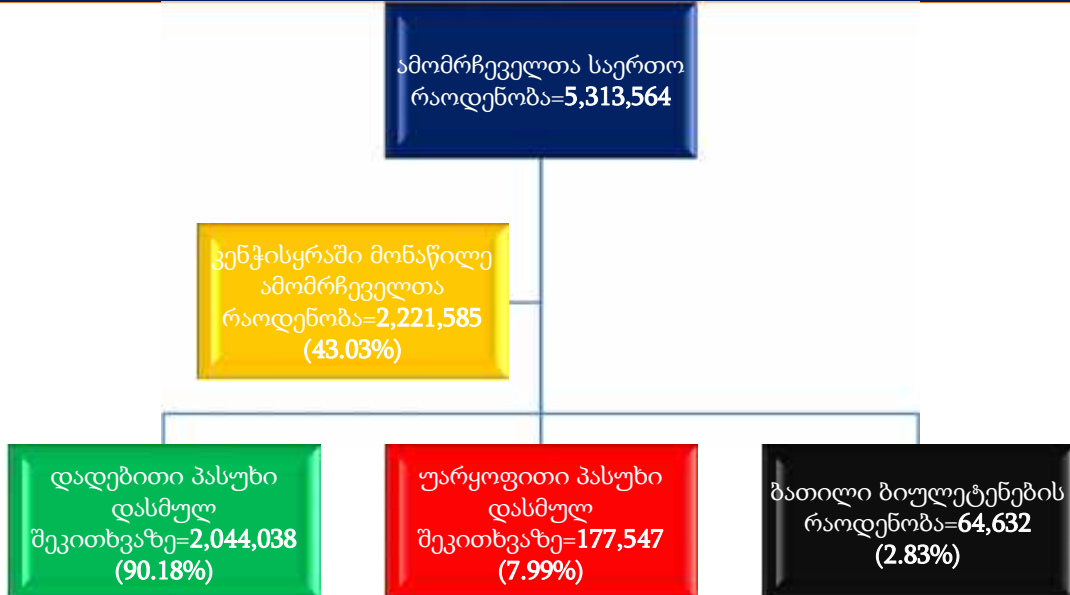 ამომრჩეველთა საერთო
რაოდენობა=5,313,564
კენჭისყრაში მონაწილე
ამომრჩეველთა
რაოდენობა=2,221,585
(43.03%)
დადებითი პასუხი
დასმულ
შეკითხვაზე=2,044,038
(90.18%)
უარყოფითი პასუხი
დასმულ
შეკითხვაზე=177,547
(7.99%)
ბათილი ბიულეტენების
რაოდენობა=64,632
(2.83%)